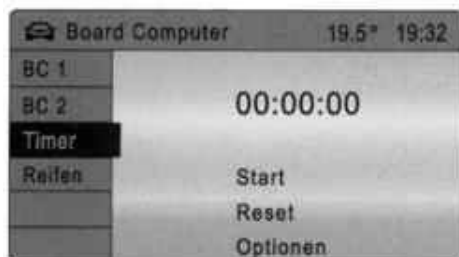 Board Computer 19.5° 19:32
BC 1
BC 2
00:00:00
Timer
Reifen
Start
Reset
Optionen